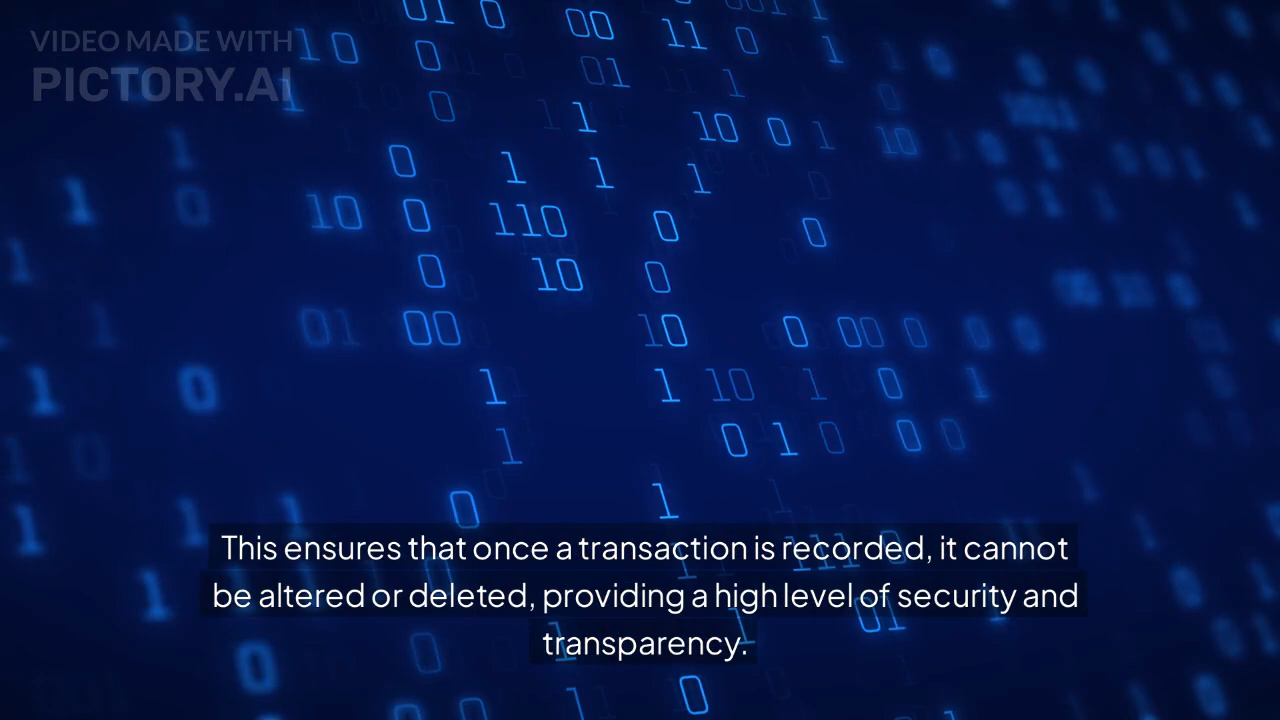 VIDEO MADE WITH
PICTORY.AI
This ensures that once a transaction is recorded, it cannot
be altered or deleted, providing a high level of security and
transparency.